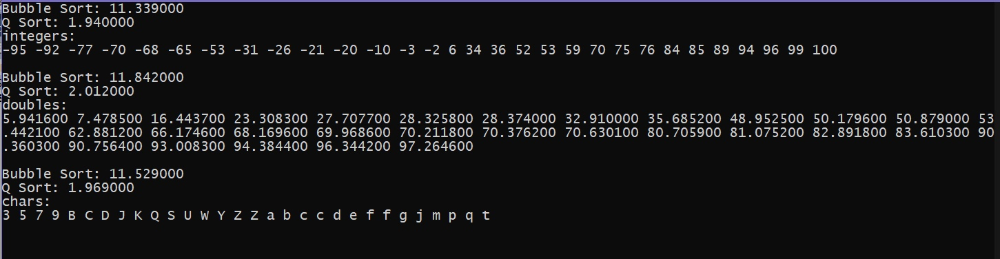 Bubble Sort: 11.339000
Q Sort: 1.940000
integers:
-95 -92 -77 -70 -68 -65 -53 -31 -26 -21 -20 -10 -3 -2 6 34 36 52 53 59 70 75 76 84 85 89 94 96 99 100
Bubble Sort: 11.842000
Q Sort: 2.012000
doubles:
5.941600 7.478500 16.443700 23.308300 27.707700 28.325800 28.374000 32.910000 35.685200 48.952500 50.179600 50.879000 53
.442100 62.881200 66.174600 68.169600 69.968600 70.211800 70.376200 70.630100 80.705900 81.075200 82.891800 83.610300 90
.360300 90.756400 93.008300 94.384400 96.344200 97.264600
Bubble Sort: 11.529000
Q Sort: 1.969000
chars:
3 5 7 9 B C D J K Q S U W Y Z Z a b c c d e f f g j m p q t